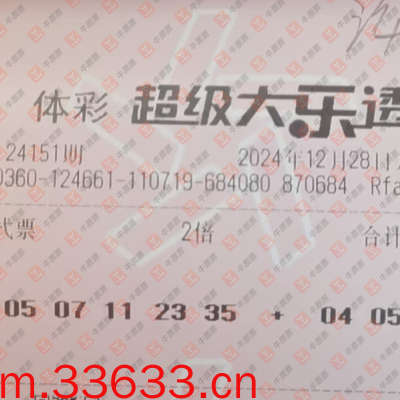 体彩 超级大乐透
24151期 2024年12月28日
0360-124661-110719-684080 870684 Rfa
式票 2倍 合计
05 07 11 23 35 + 04 05
m.33633.cn